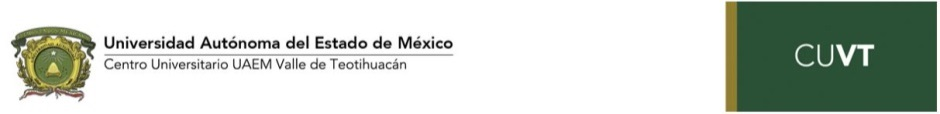 Universidad Autónoma del Estado de México
Centro Universitario UAEM Valle de Teotihuacán
CUVT